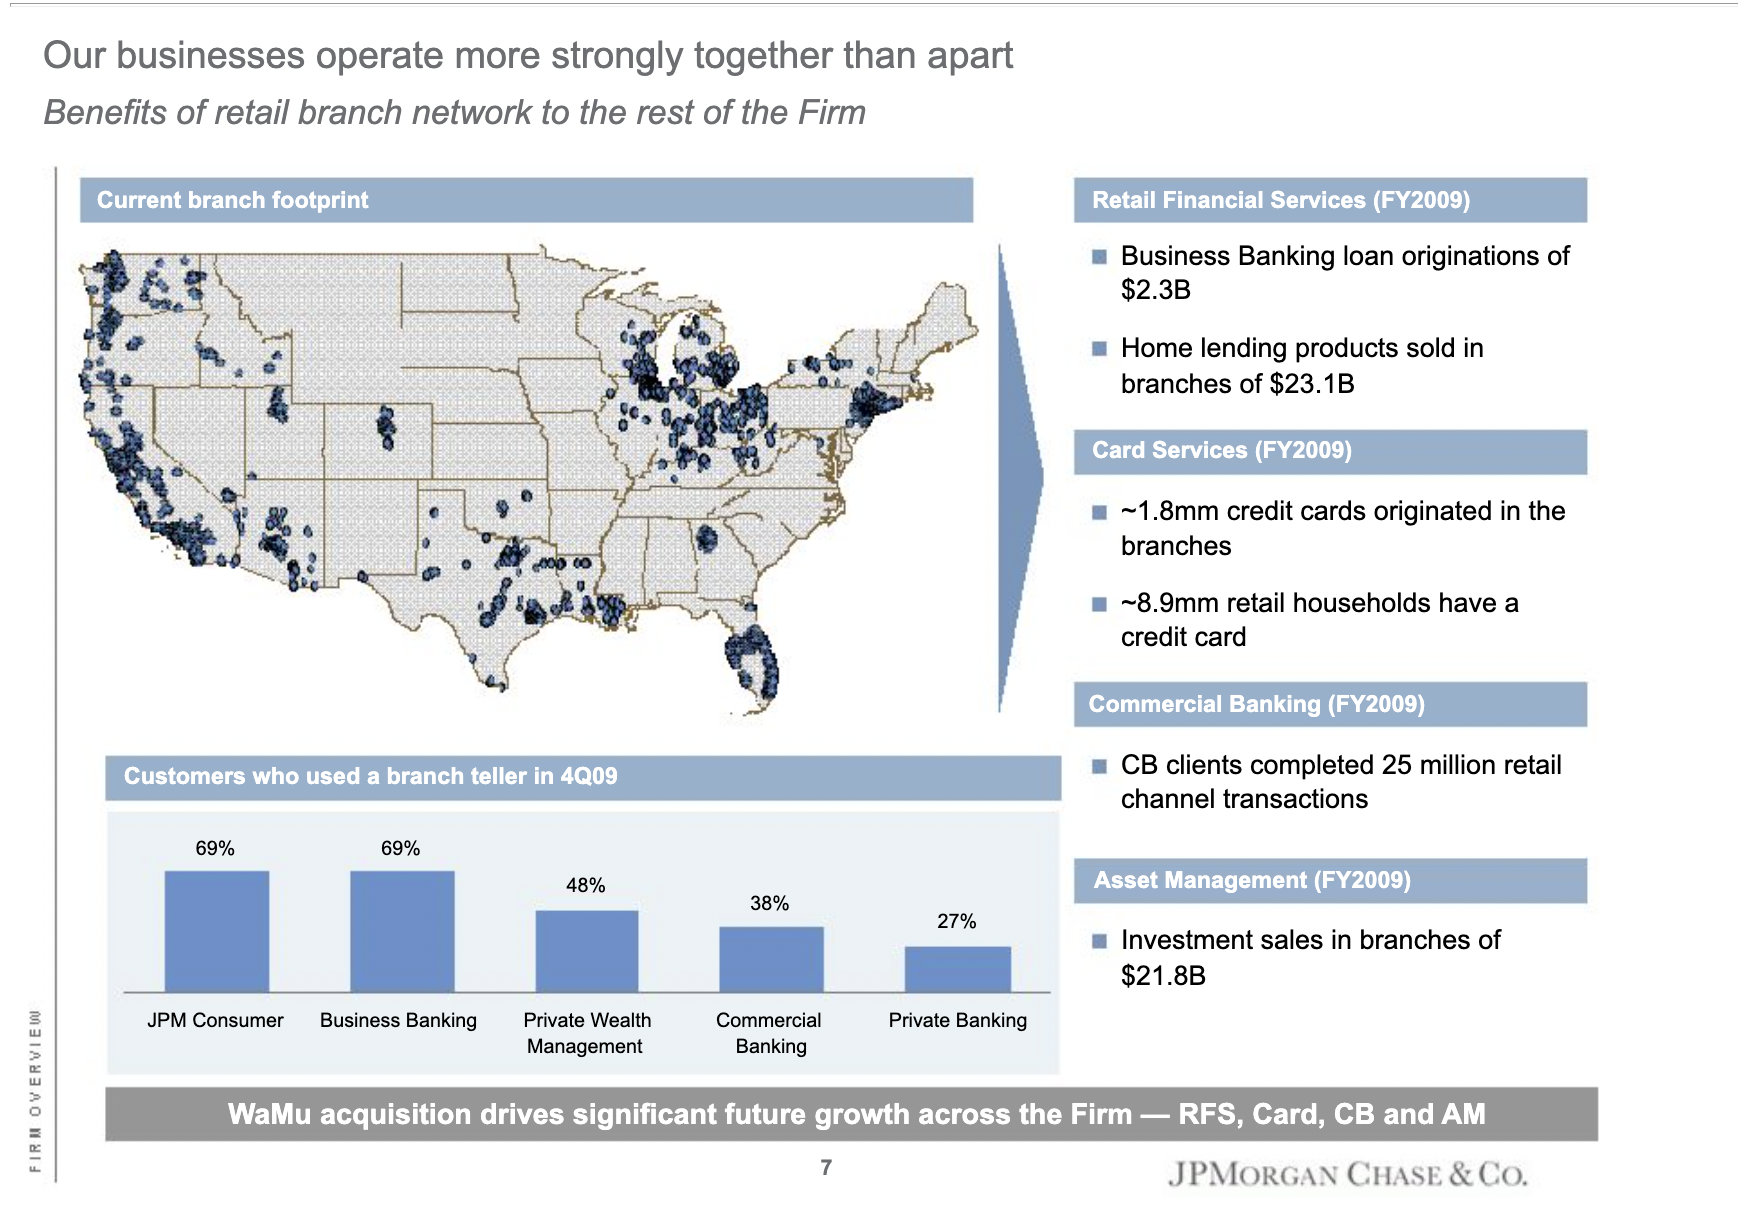 Our businesses operate more strongly together than apart
Benefits of retail branch network to the rest of the Firm
Current branch footprint
Retail Financial Services (FY2009)
Business Banking loan originations of
$2.3B
Home lending products sold in
branches of $23.1B
Card Services (FY2009)
~1.8mm credit cards originated in the
branches
~8.9mm retail households have a
credit card
Commercial Banking (FY2009)
CB clients completed 25 million retail
channel transactions
Asset Management (FY2009)
Investment sales in branches of
$21.8B
Customers who used a branch teller in 4Q09
69%
69%
48%
38%
27%
JPM Consumer
Business Banking
Private Wealth
Management
Commercial
Banking
Private Banking
FIRM OVERVIEW
WaMu acquisition drives significant future growth across the Firm — RFS, Card, CB and AM
7
JPMORGAN CHASE & CO.